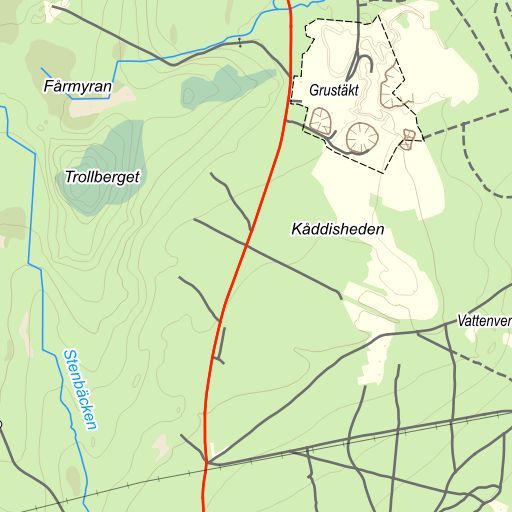 Fårmyran
Grustäkt
Trollberget
Kåddisheden
Vattenver
Stenbäcken